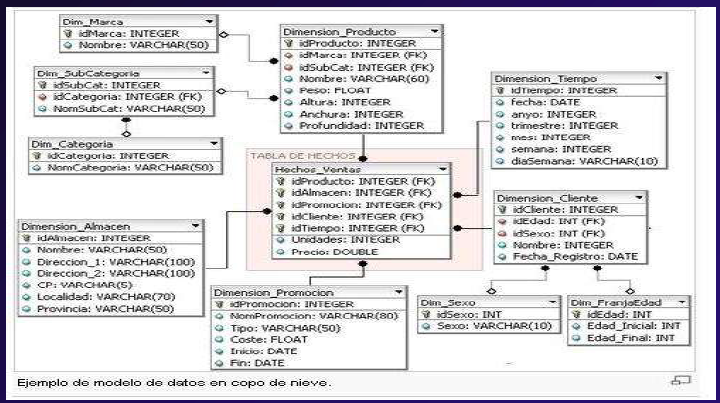 Dim_Marca
idMarca: INTEGER
Nombre: VARCHAR(50)
Dimension_Producto
idProducto: INTEGER
idMarca: INTEGER (FK)
idSubCat: INTEGER (FK)
Nombre: VARCHAR(60)
Peso: FLOAT
Altura: INTEGER
Anchura: INTEGER
Profundidad: INTEGER
Dim_SubCategoria
idSubCat: INTEGER
idCategoria: INTEGER (FK)
NomSubCat: VARCHAR(50)
Dimension_Tiempo
idTiempo: INTEGER
fecha: DATE
anyo: INTEGER
trimestre: INTEGER
mes: INTEGER
semana: INTEGER
diaSemana: VARCHAR(10)
Dim_Categoria
idCategoria: INTEGER
NomCategoria: VARCHAR(50)
TABLA DE HECHOS
Hechos_Ventas
idProducto: INTEGER (FK)
idAlmacen: INTEGER (FK)
idPromocion: INTEGER (FK)
idCliente: INTEGER (FK)
idTiempo: INTEGER (FK)
Unidades: INTEGER
Precio: DOUBLE
Dimension_Cliente
idCliente: INTEGER
idEdad: INT (FK)
idSexo: INT (FK)
Nombre: INTEGER
Fecha_Registro: DATE
Dimension_Almacen
idAlmacen: INTEGER
Nombre: VARCHAR(50)
Direccion_1: VARCHAR(100)
Direccion_2: VARCHAR(100)
CP: VARCHAR(5)
Localidad: VARCHAR(70)
Provincia: VARCHAR(50)
Dimension_Promocion
idPromocion: INTEGER
NomPromocion: VARCHAR(80)
Tipo: VARCHAR(50)
Coste: FLOAT
Inicio: DATE
Fin: DATE
Dim_Sexo
idSexo: INT
Sexo: VARCHAR(10)
Dim_FranjaEdad
idEdad: INT
Edad_Inicial: INT
Edad_Final: INT
Ejemplo de modelo de datos en copo de nieve.